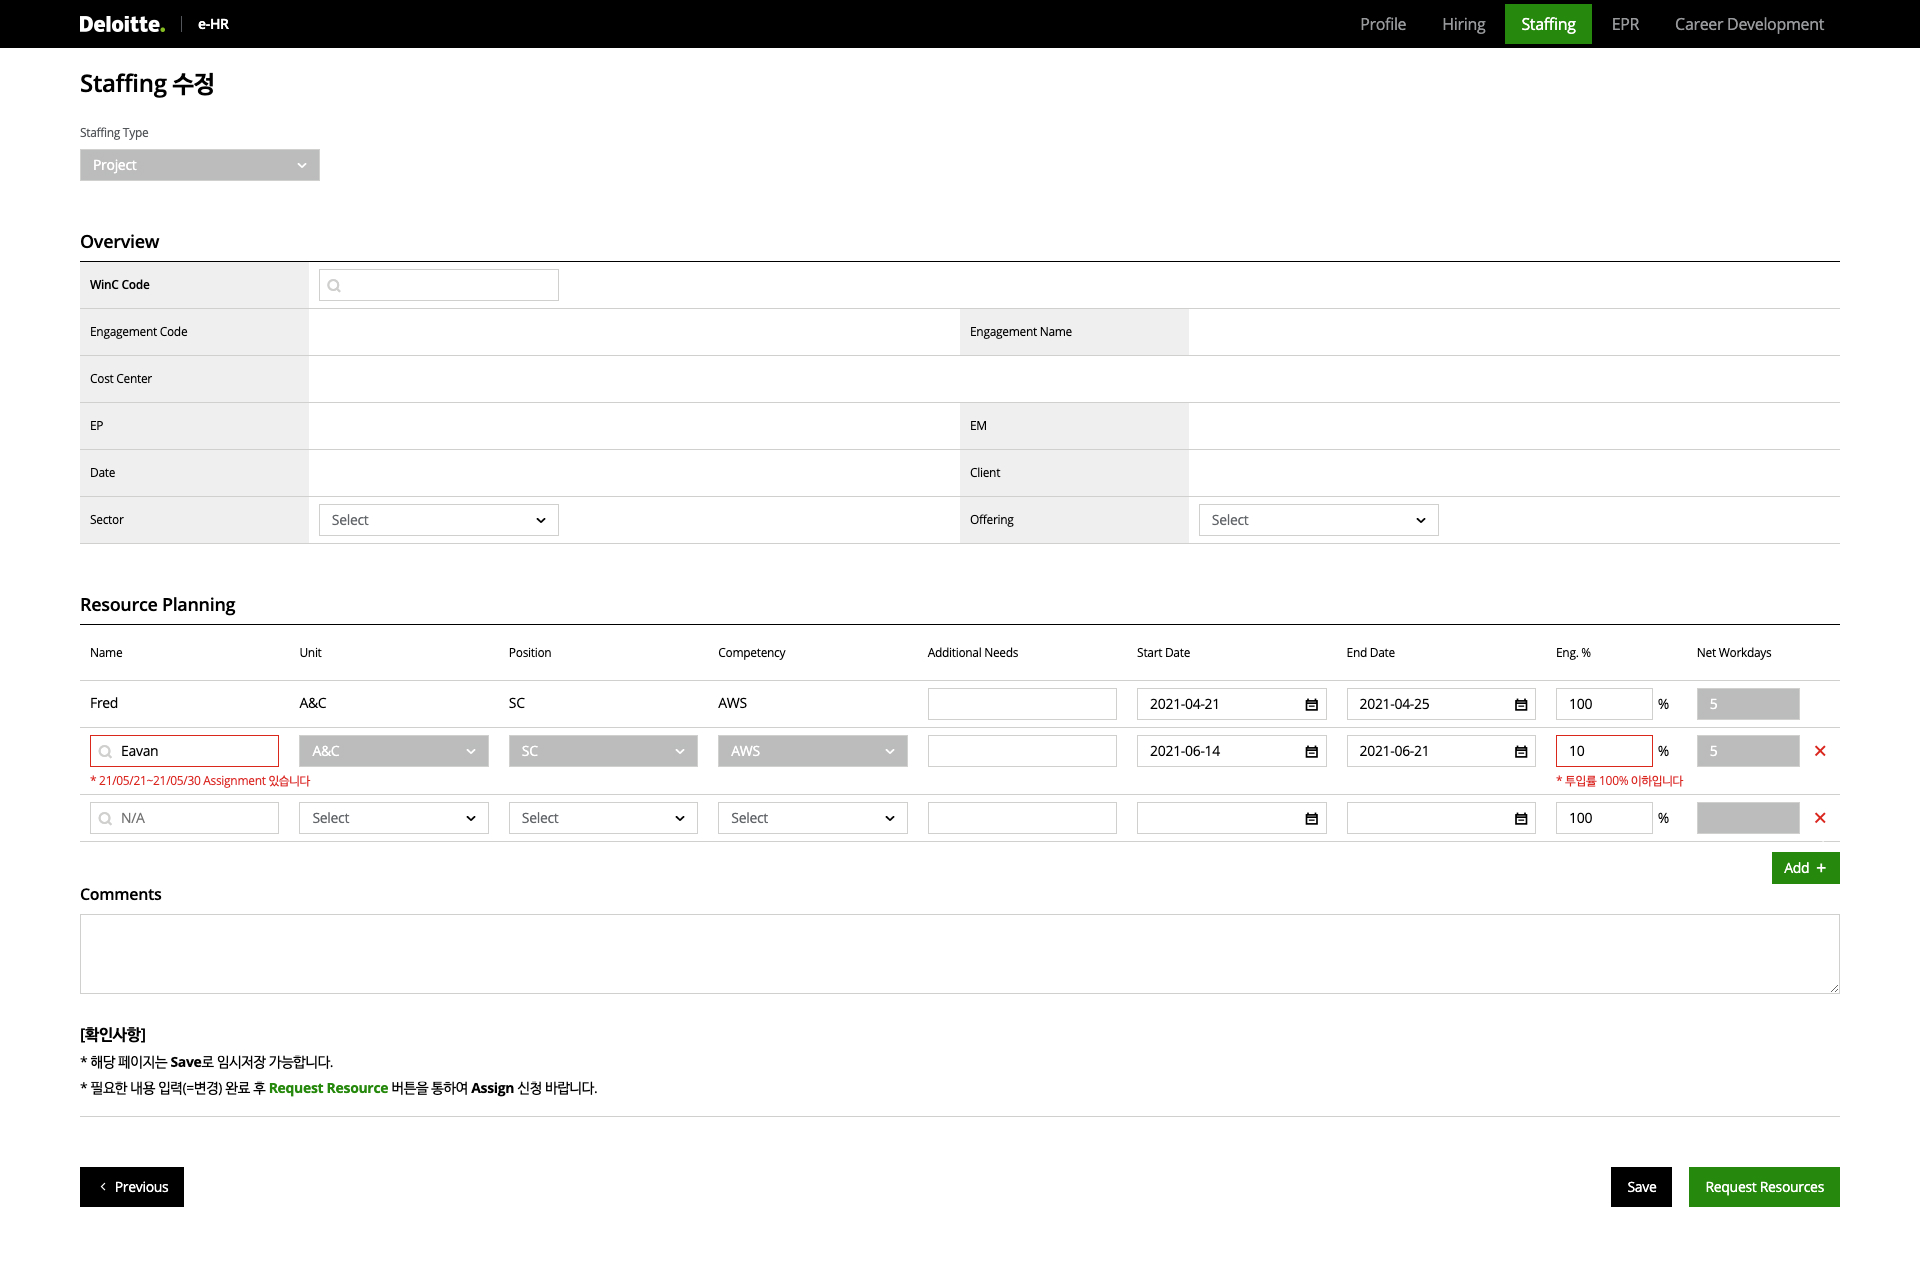 Deloitte. e-HR Profile Hiring Staffing EPR Career Development
Staffing 수정
Staffing Type
Project
Overview
WinC Code
Engagement Code Engagement Name
Cost Center
EP EM
Date Client
Sector Select Offering Select
Resource Planning
Name Unit Position Competency Additional Needs Start Date End Date Eng. % Net Workdays
Fred A&C SC AWS 2021-04-21 2021-04-25 100 % 5
Eavan A&C SC AWS 2021-06-14 2021-06-21 10 % 5
* 21/05/21~21/05/30 Assignment 있습니다 * 투입률 100% 이하입니다
N/A Select Select Select 100 %
Add +
Comments
[확인사항]
* 해당 페이지는 Save로 임시저장 가능합니다.
* 필요한 내용 입력(=변경) 완료 후 Request Resource 버튼을 통하여 Assign 신청 바랍니다.
Previous Save Request Resources